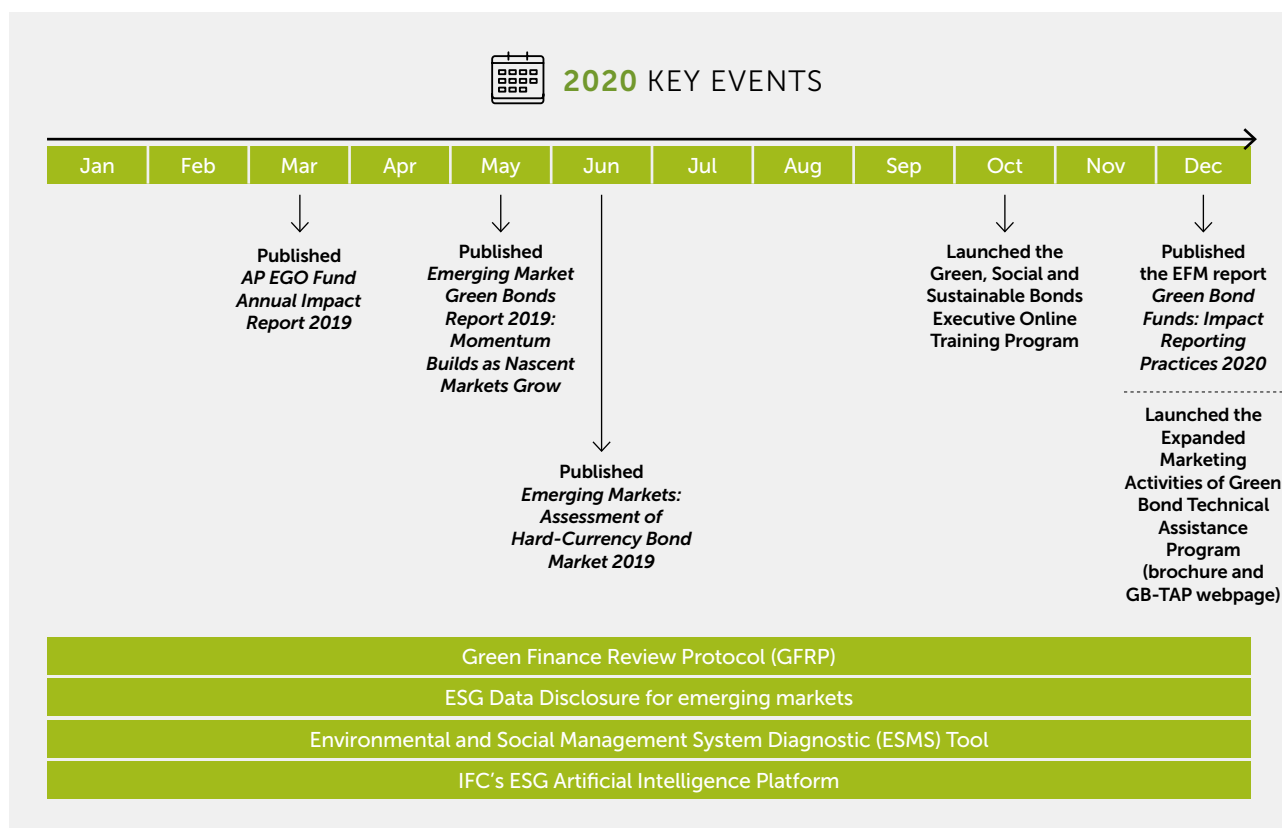 2020 KEY EVENTS
Jan Feb Mar Apr May Jun Jul Aug Sep Oct Nov Dec
Published
AP EGO Fund
Annual Impact
Report 2019
Published
Emerging Market
Green Bonds
Report 2019:
Momentum
Builds as Nascent
Markets Grow
Published
Emerging Markets:
Assessment of
Hard-Currency Bond
Market 2019
Launched the
Green, Social and
Sustainable Bonds
Executive Online
Training Program
Published
the EFM report
Green Bond
Funds: Impact
Reporting
Practices 2020
Launched the
Expanded
Marketing
Activities of Green
Bond Technical
Assistance
Program
(brochure and
GB-TAP webpage)
Green Finance Review Protocol (GFRP)
ESG Data Disclosure for emerging markets
Environmental and Social Management System Diagnostic (ESMS) Tool
IFC's ESG Artificial Intelligence Platform